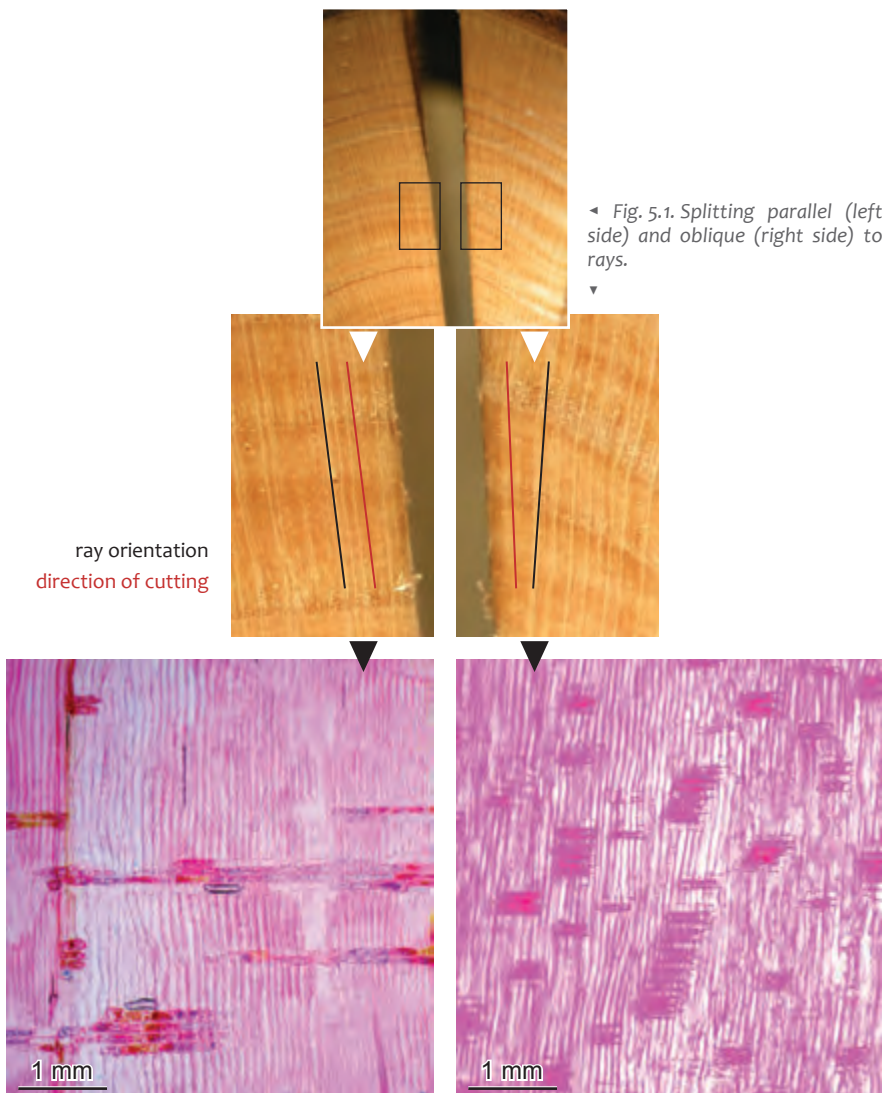 ◄ Fig. 5.1. Splitting parallel (left
side) and oblique (right side) to
rays.
▼
ray orientation
direction of cutting
1 mm
1 mm